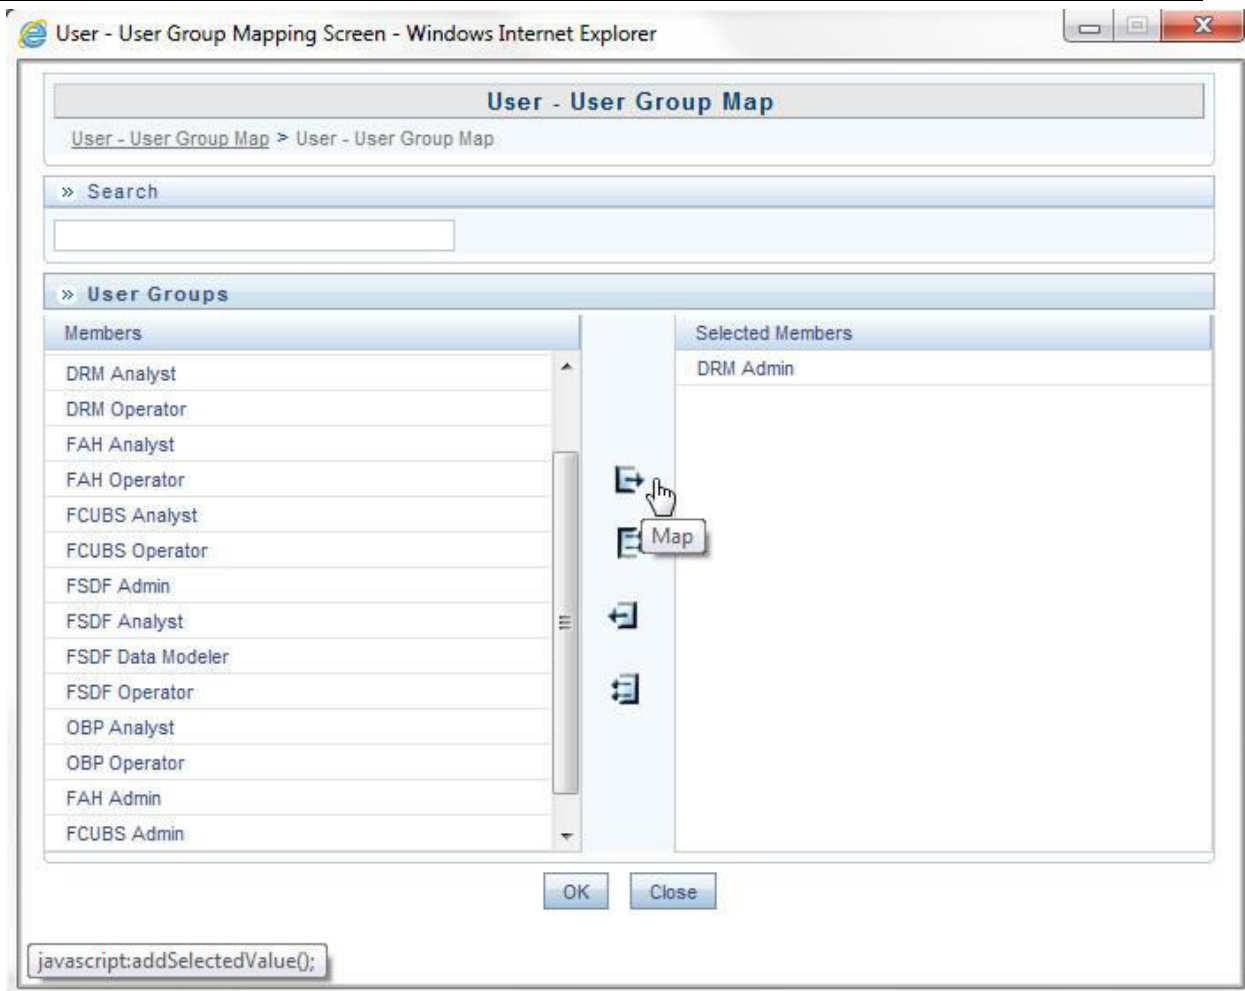 User - User Group Mapping Screen - Windows Internet Explorer
User - User Group Map
User - User Group Map > User - User Group Map
» Search
» User Groups
Members
Selected Members
DRM Analyst
DRM Admin
DRM Operator
FAH Analyst
FAH Operator
FCUBS Analyst
FCUBS Operator
Map
FSDF Admin
FSDF Analyst
FSDF Data Modeler
FSDF Operator
OBP Analyst
OBP Operator
FAH Admin
FCUBS Admin
OK
Close
javascript:addSelectedValue();